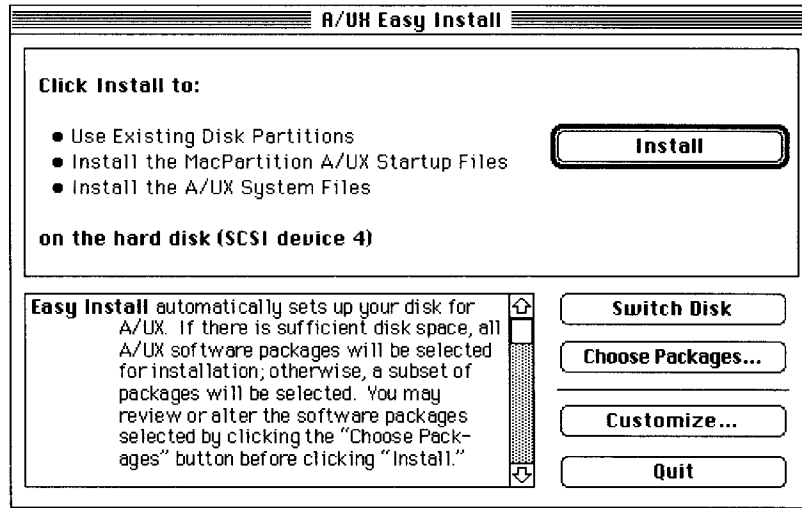 A/UX Easy Install
Click Install to:
● Use Existing Disk Partitions
● Install the MacPartition A/UX Startup Files
● Install the A/UX System Files
on the hard disk (SCSI device 4)
Install
Easy Install automatically sets up your disk for
A/UX. If there is sufficient disk space, all
A/UX software packages will be selected
for installation; otherwise, a subset of
packages will be selected. You may
review or alter the software packages
selected by clicking the “Choose Pack-
ages” button before clicking “Install.”
Switch Disk
Choose Packages...
Customize...
Quit